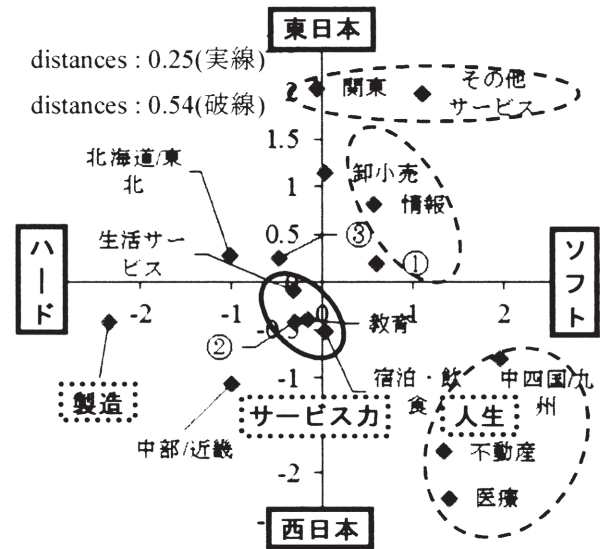 東日本
distances : 0.25(実線)
distances : 0.54(破線)
2
関東
その他
サービス
1.5
北海道/東
北
卸小売
1
情報
生活サー
ビス
0.5
③
①
ハード
ソフト
-2
-1
0
1
2
教育
②
-0.5
製造
-1
宿泊・飲
食
中四国/九
州
サービス力
人生
中部/近畿
不動産
-2
医療
西日本